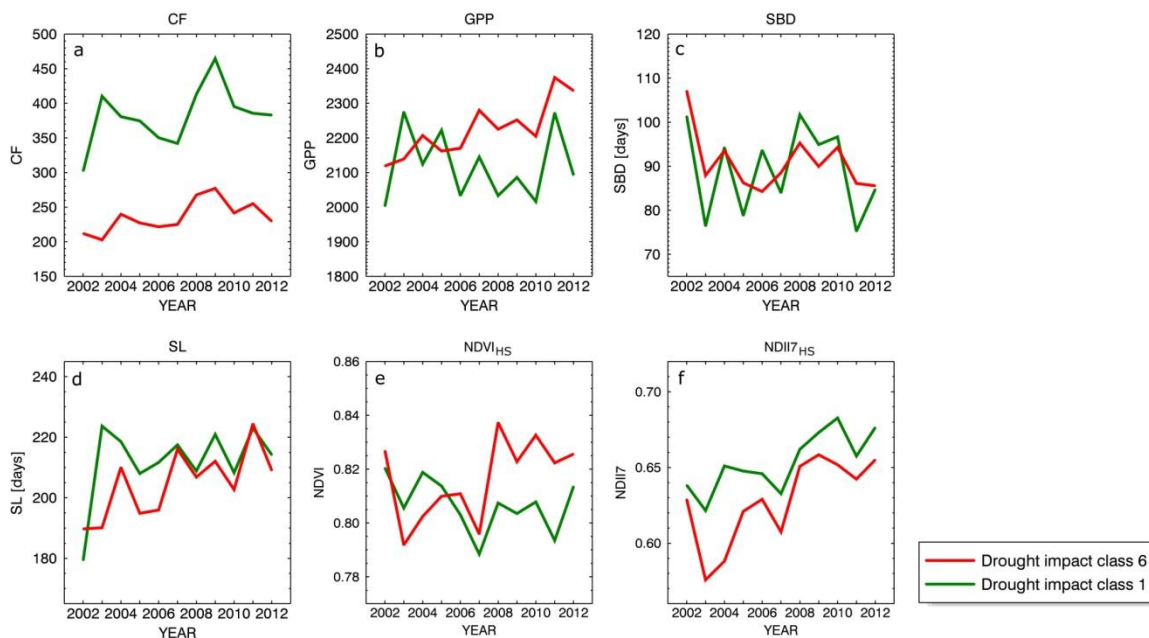 CF
GPP
SBD
a
b
c
500
450
400
350
300
250
200
150
CF
2500
2400
2300
2200
2100
2000
1900
1800
GPP
120
110
100
90
80
70
SBD [days]
2002 2004 2006 2008 2010 2012
2002 2004 2006 2008 2010 2012
2002 2004 2006 2008 2010 2012
YEAR
YEAR
YEAR
SL
NDVIHS
NDII7HS
d
e
f
240
220
200
180
SL [days]
0.86
0.84
0.82
0.80
0.78
NDVI
0.70
0.65
0.60
NDII7
2002 2004 2006 2008 2010 2012
2002 2004 2006 2008 2010 2012
2002 2004 2006 2008 2010 2012
YEAR
YEAR
YEAR
Drought impact class 6
Drought impact class 1